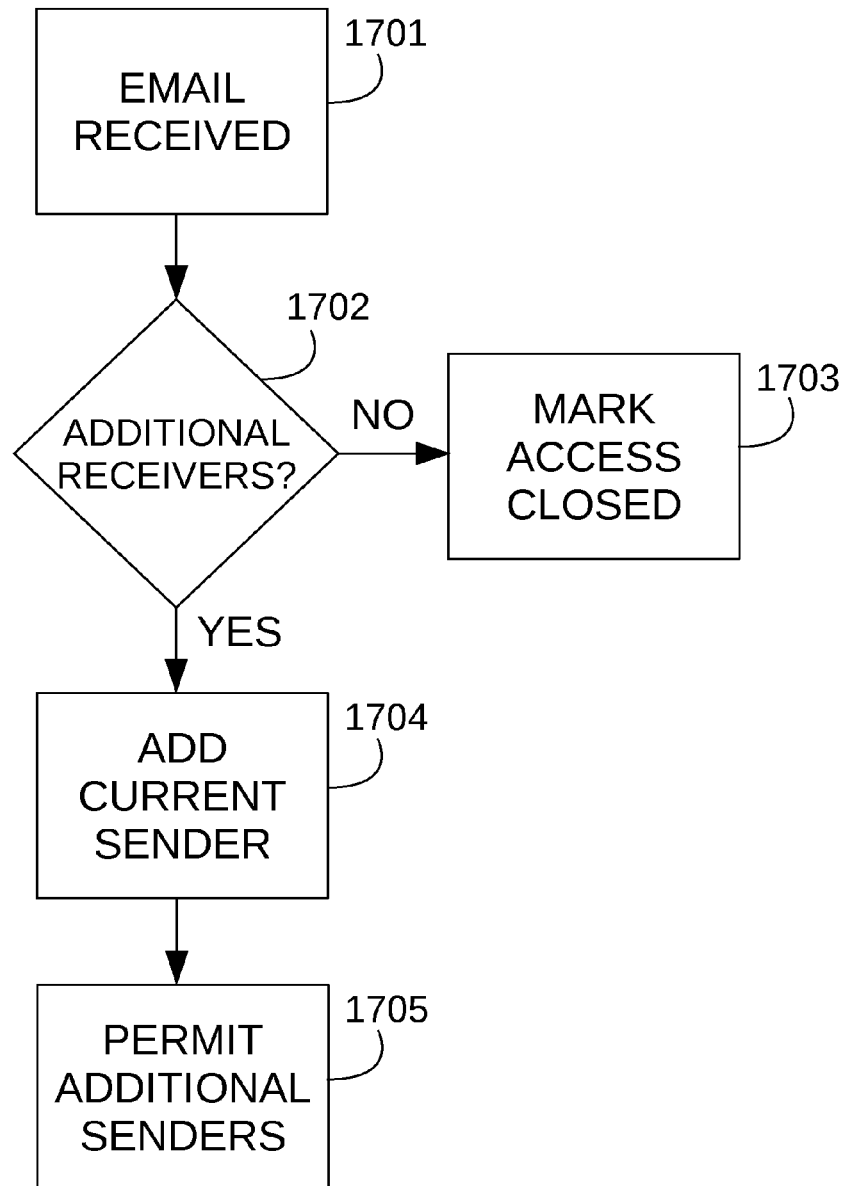 1701
EMAIL
RECEIVED
1702
ADDITIONAL
RECEIVERS?
NO
1703
MARK
ACCESS
CLOSED
YES
1704
ADD
CURRENT
SENDER
1705
PERMIT
ADDITIONAL
SENDERS